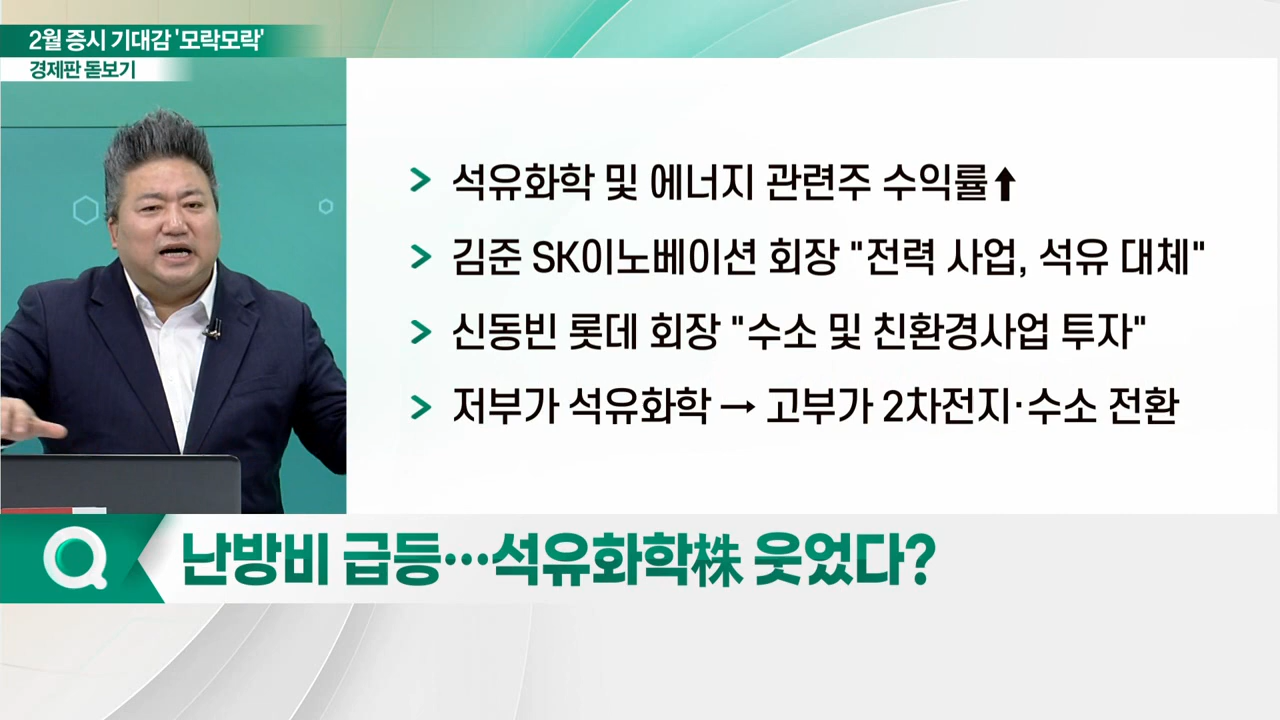 2월 증시 기대감 '모락모락'
경제판 돋보기
> 석유화학 및 에너지 관련주 수익률⬆
> 김준 SK이노베이션 회장 "전력 사업, 석유 대체"
> 신동빈 롯데 회장 "수소 및 친환경사업 투자"
> 저부가 석유화학 → 고부가 2차전지·수소 전환
난방비 급등…석유화학株 웃었다?